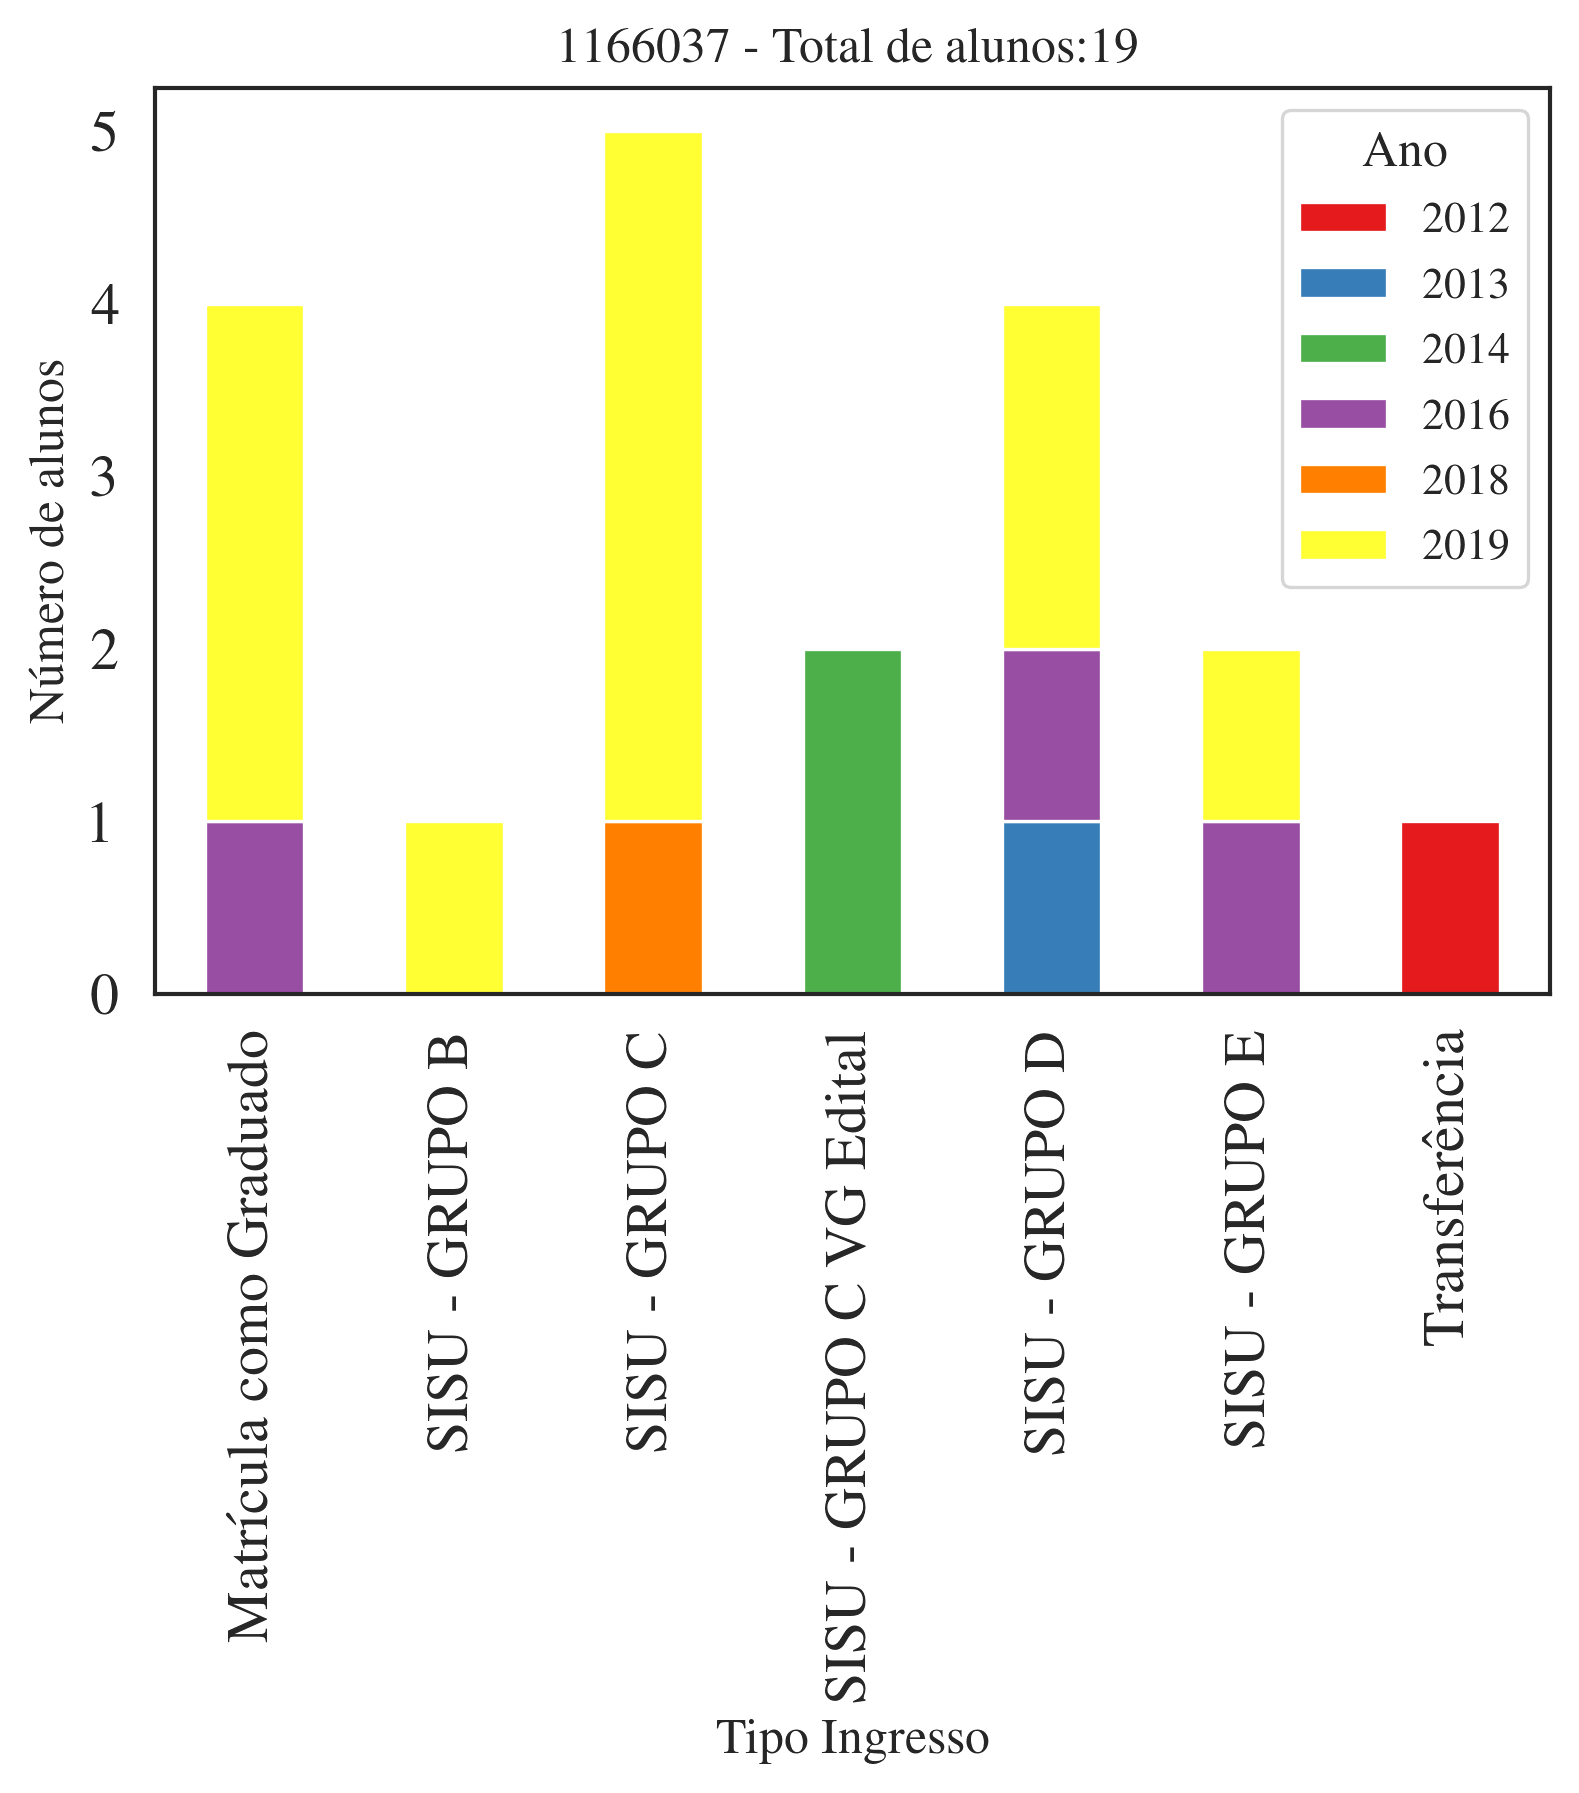 1166037 - Total de alunos:19
Ano
2012
2013
2014
2016
2018
2019
Número de alunos
5
4
3
2
1
0
Matrícula como Graduado
SISU - GRUPO B
SISU - GRUPO C
SISU - GRUPO C VG Edital
SISU - GRUPO D
SISU - GRUPO E
Transferência
Tipo Ingresso